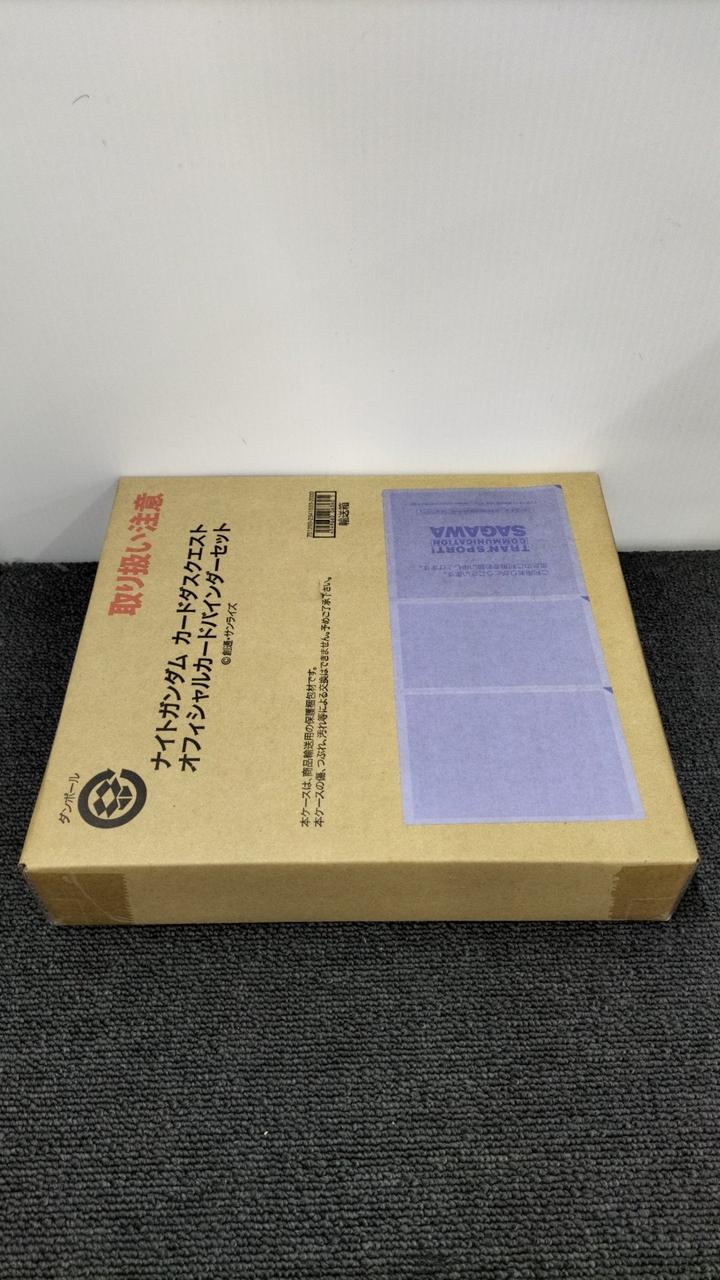 取り扱い注意
ナイトガンダム カードダスクエスト
オフィシャルカードバインダーセット
©創通・サンライズ
ダンボール
輸送箱
本ケースは、商品輸送用の保護梱包材です。
本ケースの傷、つぶれ、汚れ等による交換はできません。予めご了承下さい。
TRANSPORT!
COMMUNICATION
SAGAWA